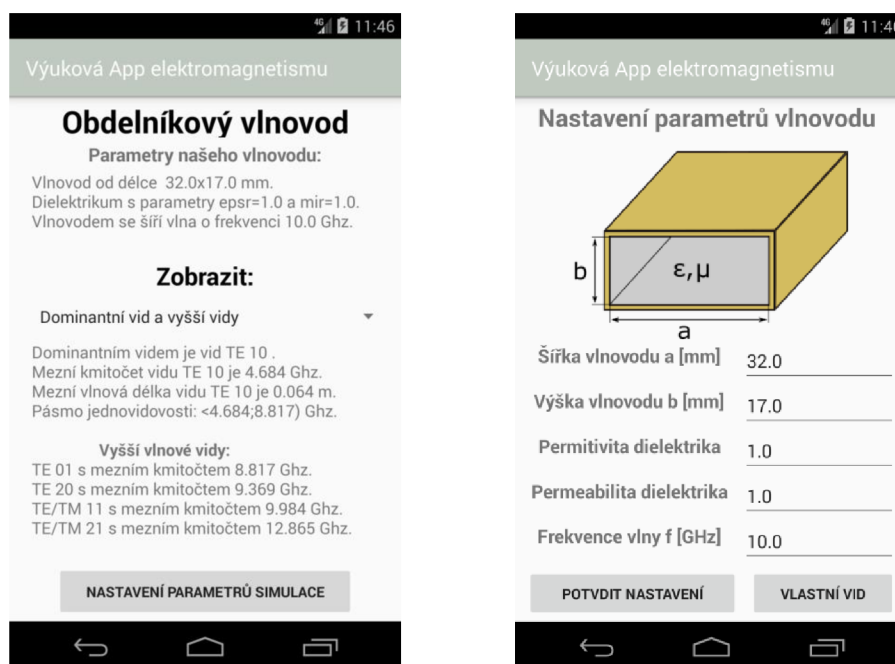 4G 11:46
Výuková App elektromagnetismu
Obdelníkový vlnovod
Parametry našeho vlnovodu:
Vlnovod od délce 32.0x17.0 mm.
Dielektrikum s parametry epsr=1.0 a mir=1.0.
Vlnovodem se šíří vlna o frekvenci 10.0 Ghz.
Zobrazit:
Dominantní vid a vyšší vidy
Dominantním videm je vid TE 10 .
Mezní kmitočet vidu TE 10 je 4.684 Ghz.
Mezní vlnová délka vidu TE 10 je 0.064 m.
Pásmo jednovidovosti: <4.684;8.817) Ghz.
Vyšší vlnové vidy:
TE 01 s mezním kmitočtem 8.817 Ghz.
TE 20 s mezním kmitočtem 9.369 Ghz.
TE/TM 11 s mezním kmitočtem 9.984 Ghz.
TE/TM 21 s mezním kmitočtem 12.865 Ghz.
NASTAVENÍ PARAMETRŮ SIMULACE
4G 11:46
Výuková App elektromagnetismu
Nastavení parametrů vlnovodu
b
ε,μ
a
Šířka vlnovodu a [mm] 32.0
Výška vlnovodu b [mm] 17.0
Permitivita dielektrika 1.0
Permeabilita dielektrika 1.0
Frekvence vlny f [GHz] 10.0
POTVDIT NASTAVENÍ VLASTNÍ VID